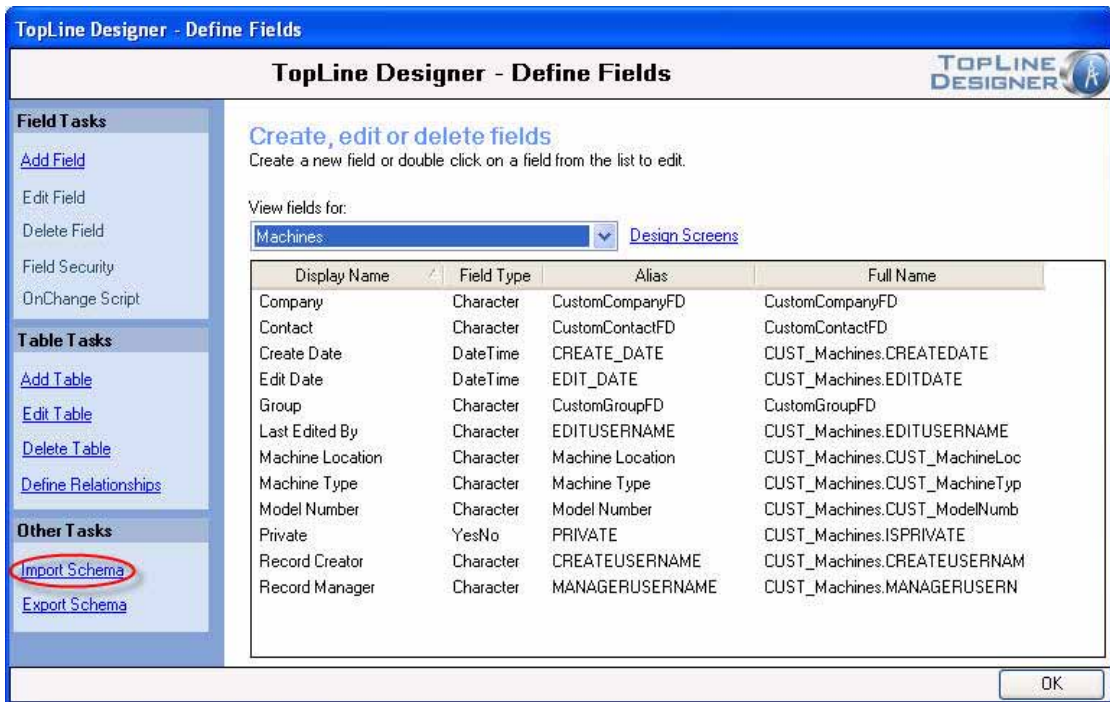 TopLine Designer - Define Fields
TopLine Designer - Define Fields
TOPLINE
DESIGNER
Field Tasks
Add Field
Edit Field
Delete Field
Field Security
OnChange Script
Table Tasks
Add Table
Edit Table
Delete Table
Define Relationships
Other Tasks
Import Schema
Export Schema
Create, edit or delete fields
Create a new field or double click on a field from the list to edit.
View fields for:
Machines Design Screens
Display Name Field Type Alias Full Name
Company Character CustomCompanyFD CustomCompanyFD
Contact Character CustomContactFD CustomContactFD
Create Date DateTime CREATE_DATE CUST_Machines.CREATEDATE
Edit Date DateTime EDIT_DATE CUST_Machines.EDITDATE
Group Character CustomGroupFD CustomGroupFD
Last Edited By Character EDITUSERNAME CUST_Machines.EDITUSERNAME
Machine Location Character Machine Location CUST_Machines.CUST_MachineLoc
Machine Type Character Machine Type CUST_Machines.CUST_MachineTyp
Model Number Character Model Number CUST_Machines.CUST_ModelNumb
Private YesNo PRIVATE CUST_Machines.ISPRIVATE
Record Creator Character CREATEUSERNAME CUST_Machines.CREATEUSERNAM
Record Manager Character MANAGERUSERNAME CUST_Machines.MANAGERUSERN
OK